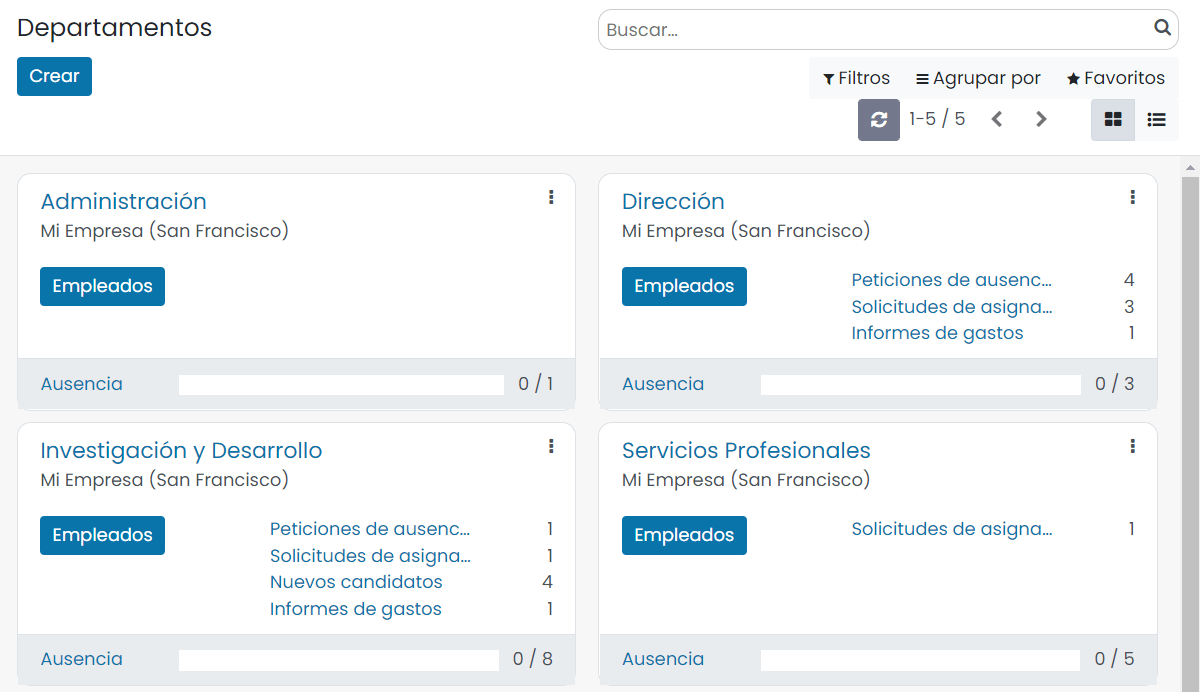 Departamentos
Buscar...
Crear
Filtros Agrupar por Favoritos
1-5 / 5
Administración
Mi Empresa (San Francisco)
Empleados
Ausencia 0 / 1
Dirección
Mi Empresa (San Francisco)
Empleados
Peticiones de ausenc... 4
Solicitudes de asigna... 3
Informes de gastos 1
Ausencia 0 / 3
Investigación y Desarrollo
Mi Empresa (San Francisco)
Empleados
Peticiones de ausenc... 1
Solicitudes de asigna... 1
Nuevos candidatos 4
Informes de gastos 1
Ausencia 0 / 8
Servicios Profesionales
Mi Empresa (San Francisco)
Empleados
Solicitudes de asigna... 1
Ausencia 0 / 5